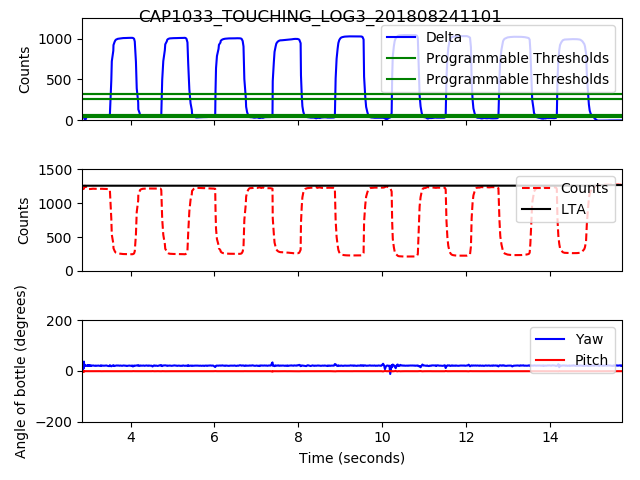 CAP1033_TOUCHING_LOG3_201808241101
1000
500
0
Counts
Delta
Programmable Thresholds
Programmable Thresholds
1500
1000
500
0
Counts
Counts
LTA
200
0
−200
Angle of bottle (degrees)
Yaw
Pitch
4 6 8 10 12 14
Time (seconds)